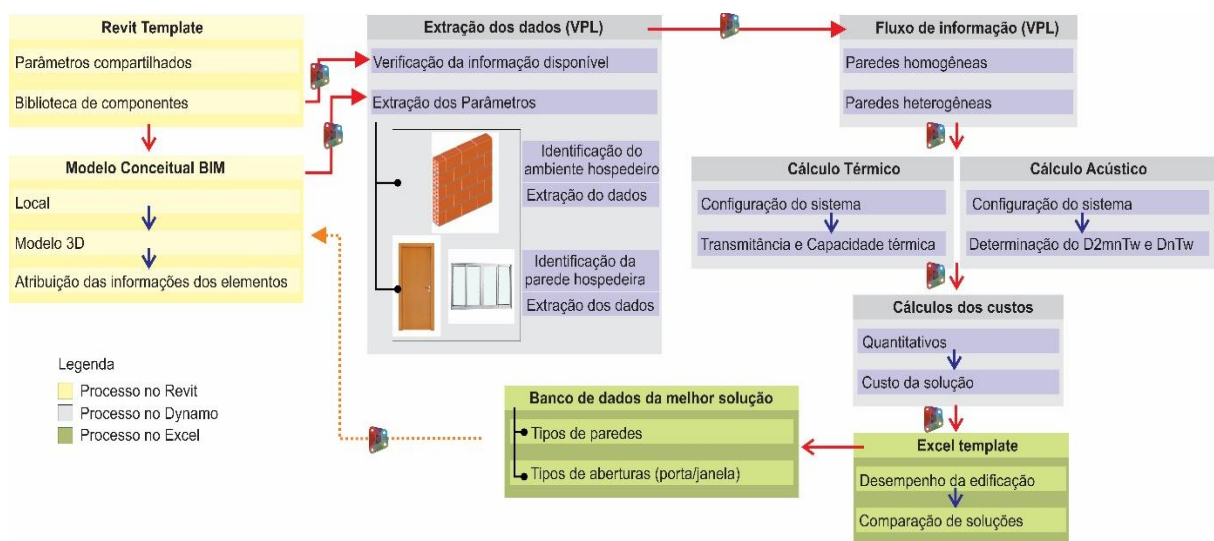 Revit Template
Parâmetros compartilhados
Biblioteca de componentes
Modelo Conceitual BIM
Local
Modelo 3D
Atribuição das informações dos elementos
Legenda
Processo no Revit
Processo no Dynamo
Processo no Excel
Extração dos dados (VPL)
Verificação da informação disponível
Extração dos Parâmetros
Identificação do
ambiente hospedeiro
Extração do dados
Identificação da
parede hospedeira
Extração dos dados
Fluxo de informação (VPL)
Paredes homogêneas
Paredes heterogêneas
Cálculo Térmico
Configuração do sistema
Transmitância e Capacidade térmica
Cálculo Acústico
Configuração do sistema
Determinação do D2mnTw e DnTw
Cálculos dos custos
Quantitativos
Custo da solução
Excel template
Desempenho da edificação
Comparação de soluções
Banco de dados da melhor solução
Tipos de paredes
Tipos de aberturas (porta/janela)